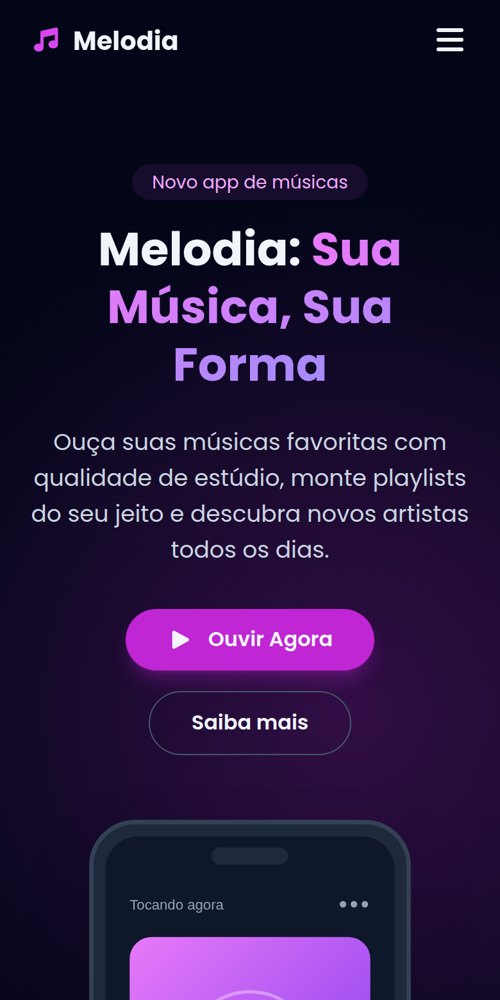 Melodia
Novo app de músicas
Melodia: Sua
Música, Sua
Forma
Ouça suas músicas favoritas com
qualidade de estúdio, monte playlists
do seu jeito e descubra novos artistas
todos os dias.
Ouvir Agora
Saiba mais
Tocando agora